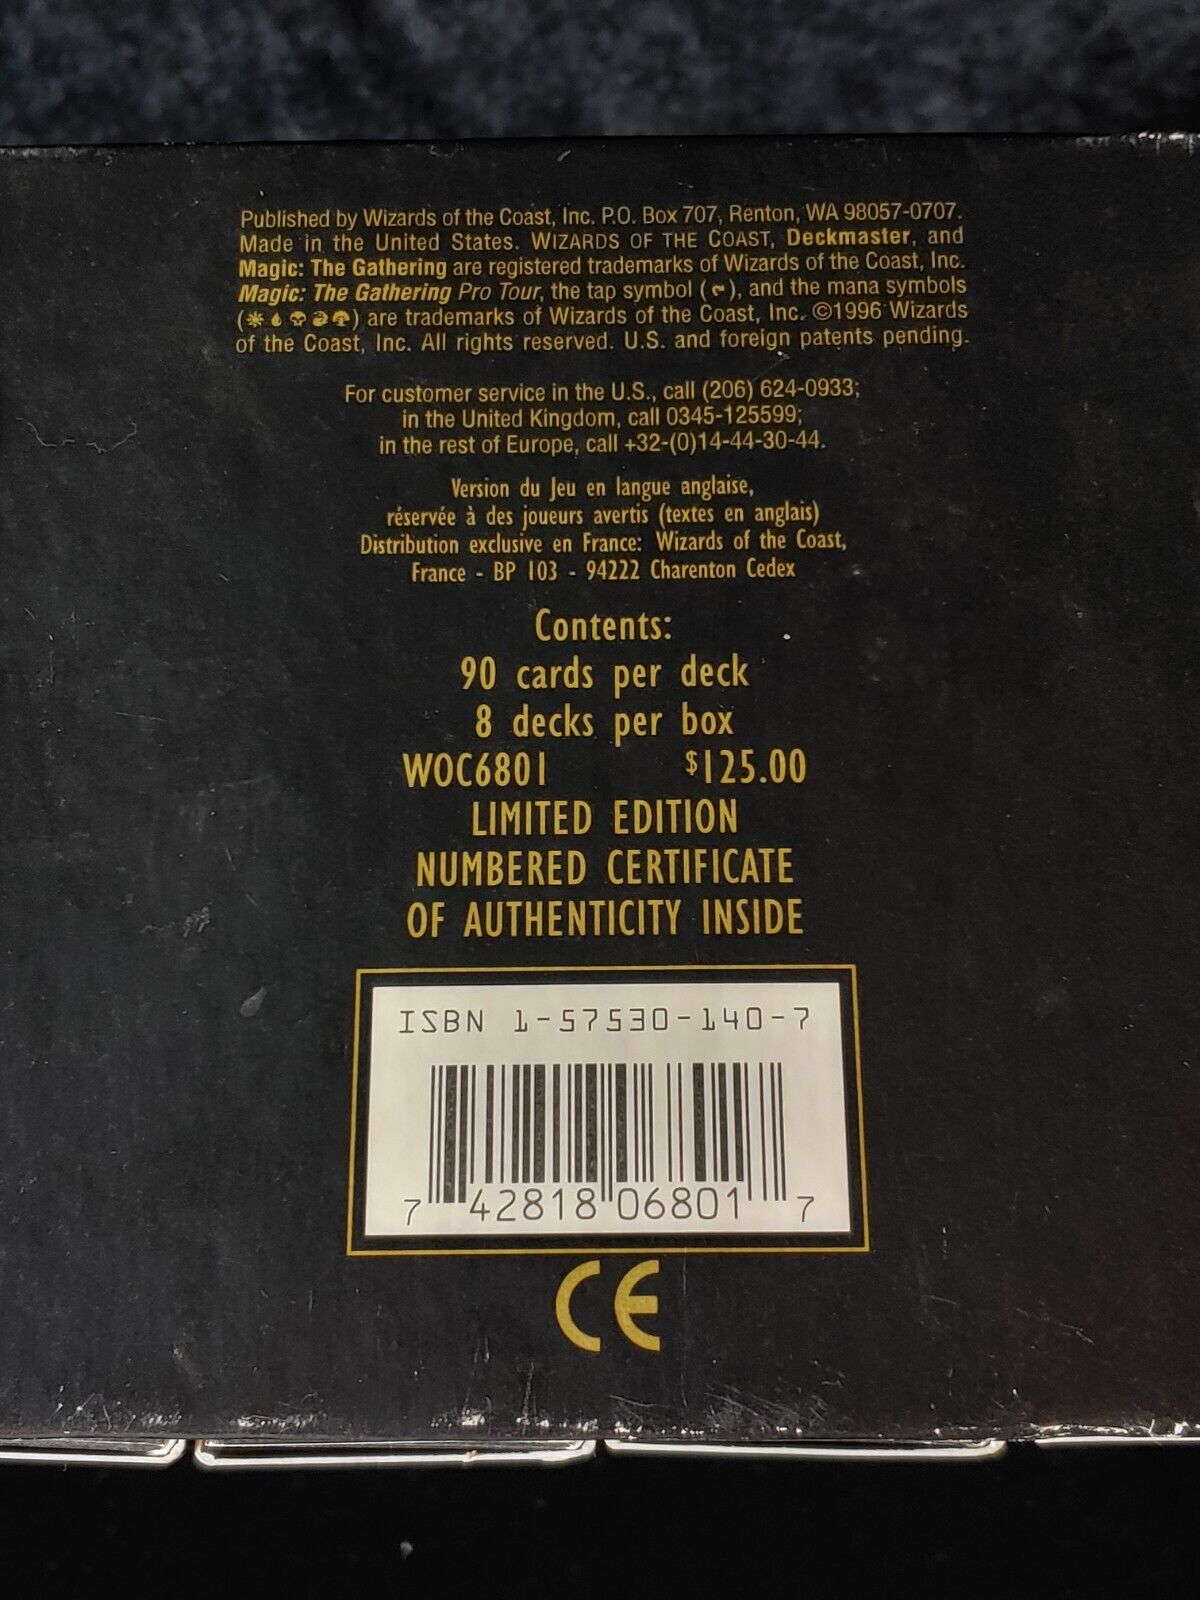 Published by Wizards of the Coast, Inc. P.O. Box 707, Renton, WA 98057-0707.
Made in the United States. WIZARDS OF THE COAST, Deckmaster, and
Magic: The Gathering are registered trademarks of Wizards of the Coast, Inc.
Magic: The Gathering Pro Tour, the tap symbol ( ), and the mana symbols
( ) are trademarks of Wizards of the Coast, Inc. ©1996 Wizards
of the Coast, Inc. All rights reserved. U.S. and foreign patents pending.
For customer service in the U.S., call (206) 624-0933;
in the United Kingdom, call 0345-125599;
in the rest of Europe, call +32-(0)14-44-30-44.
Version du Jeu en langue anglaise,
réservée à des joueurs avertis (textes en anglais)
Distribution exclusive en France: Wizards of the Coast,
France - BP 103 - 94222 Charenton Cedex
Contents:
90 cards per deck
8 decks per box
WOC6801 $125.00
LIMITED EDITION
NUMBERED CERTIFICATE
OF AUTHENTICITY INSIDE
ISBN 1-57530-140-7
7 42818 06801 7
CE